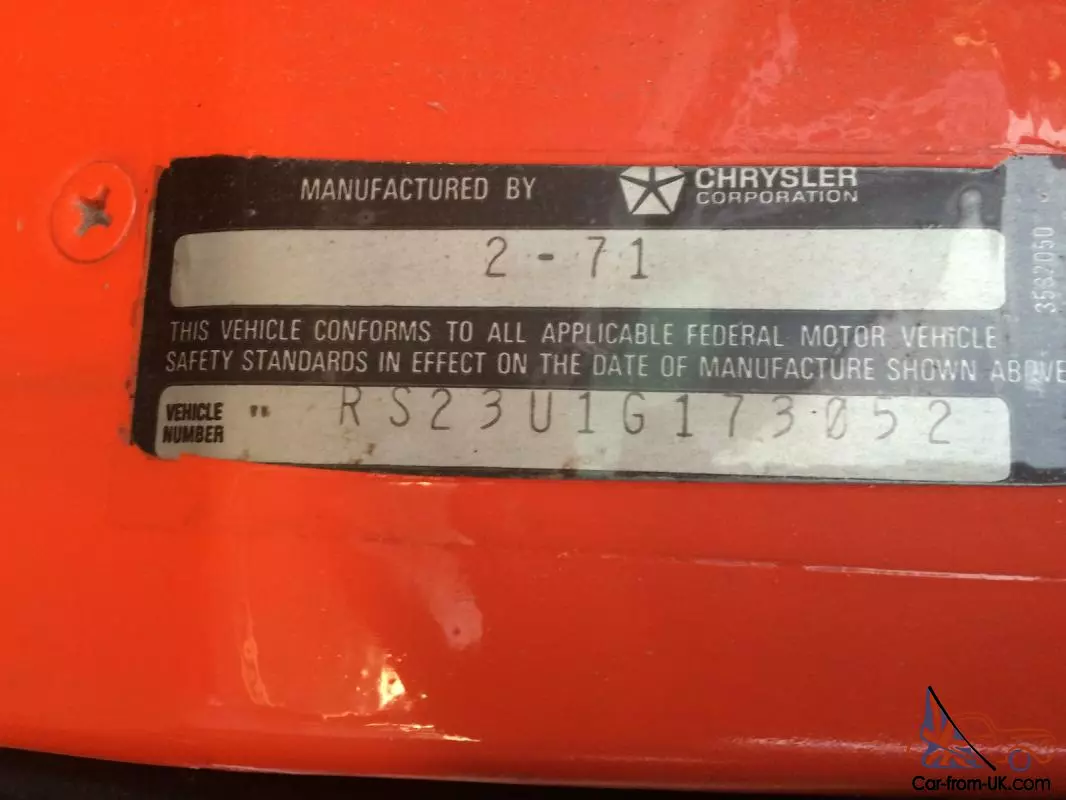 MANUFACTURED BY CHRYSLER CORPORATION
2 - 71
THIS VEHICLE CONFORMS TO ALL APPLICABLE FEDERAL MOTOR VEHICLE
SAFETY STANDARDS IN EFFECT ON THE DATE OF MANUFACTURE SHOWN ABOVE
VEHICLE NUMBER " RS23U1G173052
3582050
Car-from-UK.com